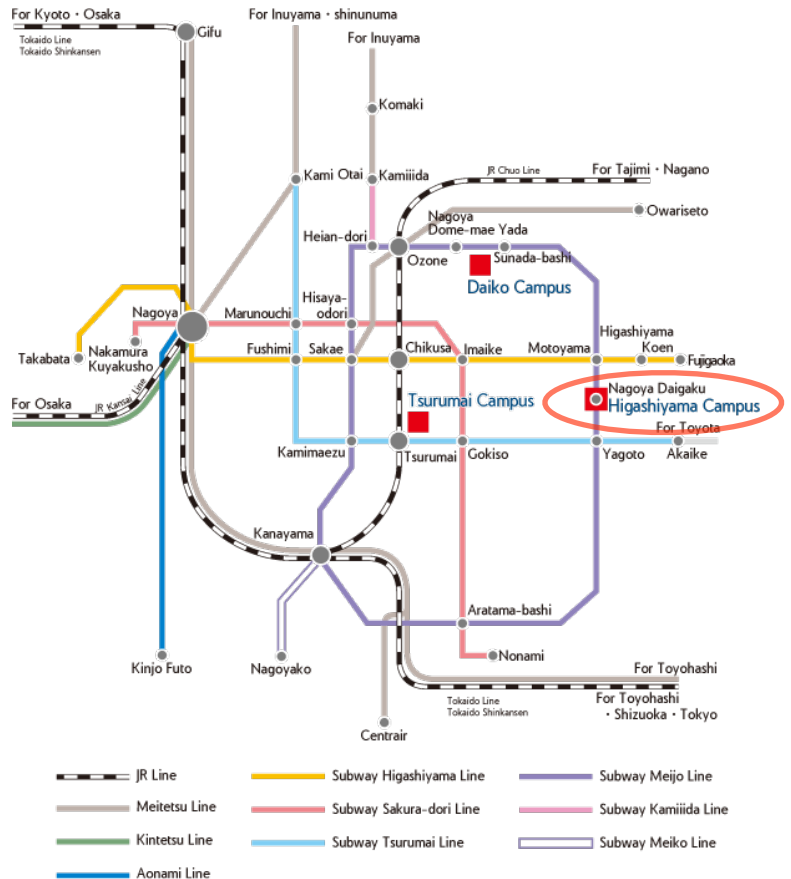 For Kyoto・Osaka
Tokaido Line
Tokaido Shinkansen
Gifu
For Inuyama・shinunuma
For Inuyama
Komaki
Kami Otai
Kamiiida
JR Chuo Line
For Tajimi・Nagano
Owariseto
Heian-dori
Nagoya
Dome-mae Yada
Ozone
Sunada-bashi
Daiko Campus
Nagoya
Marunouchi
Hisaya-
odori
Takabata
Nakamura
Kuyakusho
Fushimi
Sakae
Chikusa
Imaike
Motoyama
Higashiyama
Koen
Fujigaoka
For Osaka
JR Kansai Line
Tsurumai Campus
Nagoya Daigaku
Higashiyama Campus
For Toyota
Kamimaezu
Tsurumai
Gokiso
Yagoto
Akaike
Kanayama
Aratama-bashi
Kinjo Futo
Nagoyako
Nonami
Centrair
For Toyohashi
Tokaido Line
Tokaido Shinkansen
For Toyohashi
・Shizuoka・Tokyo
JR Line
Subway Higashiyama Line
Subway Meijo Line
Meitetsu Line
Subway Sakura-dori Line
Subway Kamiiida Line
Kintetsu Line
Subway Tsurumai Line
Subway Meiko Line
Aonami Line